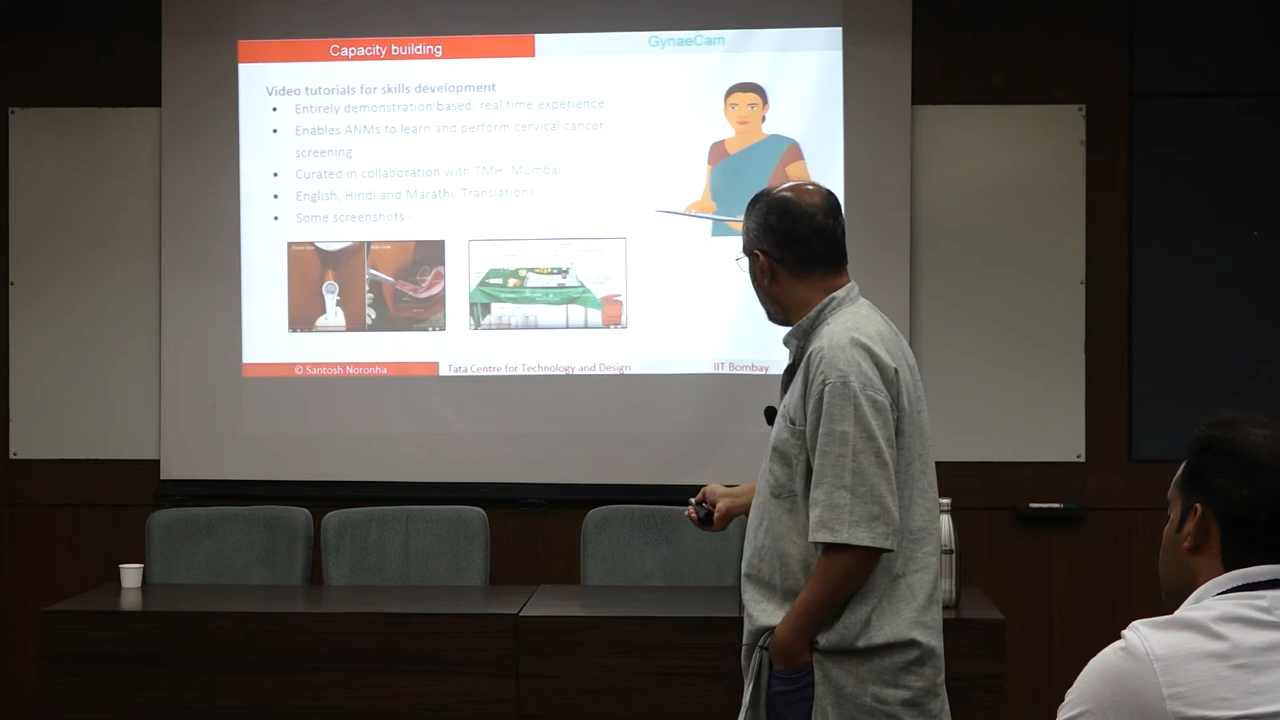 Capacity building
GynaeCam
Video tutorials for skills development
• Entirely demonstration based, real time experience
• Enables ANMs to learn and perform cervical cancer
screening
• Curated in collaboration with TMH, Mumbai
• English, Hindi and Marathi. Translations
• Some screenshots -
© Santosh Noronha
Tata Centre for Technology and Design
IIT Bombay